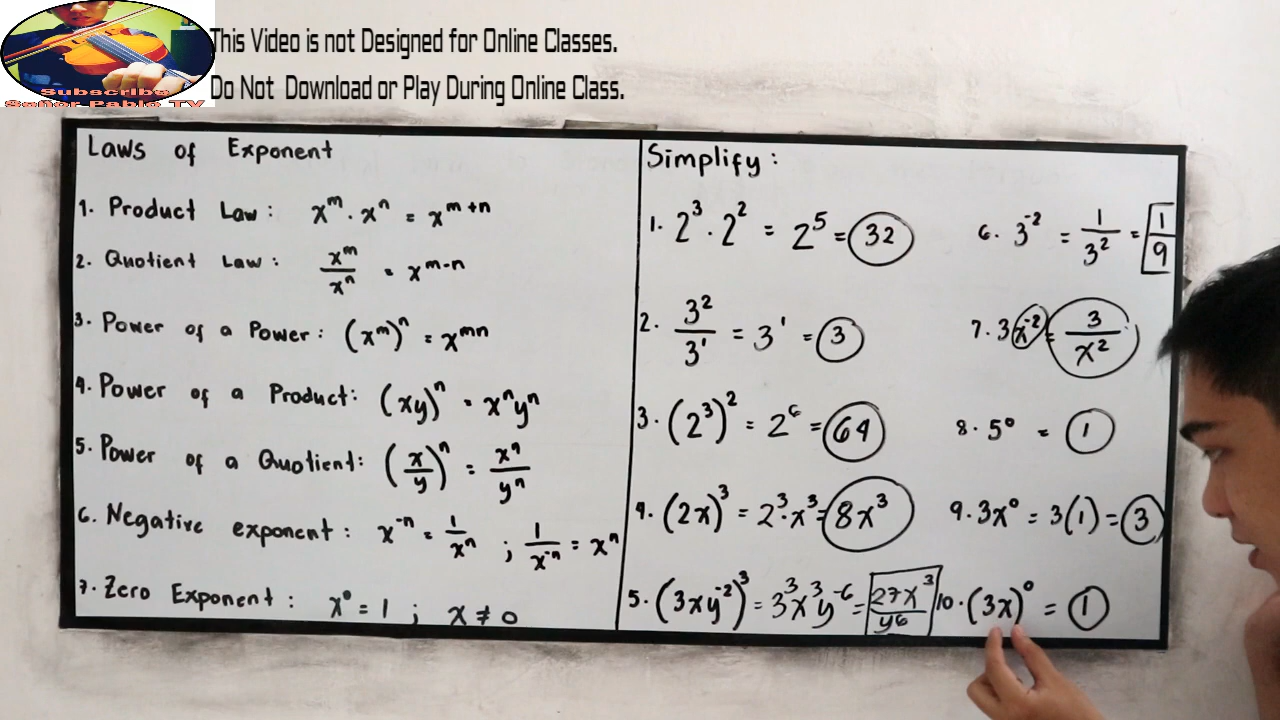 This Video is not Designed for Online Classes.
Do Not Download or Play During Online Class.
Subscribe
Señor Pablo TV
Laws of Exponent
1. Product Law: x^m · x^n = x^(m+n)
2. Quotient Law: x^m/x^n = x^(m-n)
3. Power of a Power: (x^m)^n = x^(mn)
4. Power of a Product: (xy)^n = x^n y^n
5. Power of a Quotient: (x/y)^n = x^n/y^n
6. Negative exponent: x^-n = 1/x^n ; 1/x^-n = x^n
7. Zero Exponent: x^0 = 1 ; x ≠ 0
Simplify:
1. 2^3 · 2^2 = 2^5 = 32
2. 3^2/3^1 = 3^1 = 3
3. (2^3)^2 = 2^6 = 64
4. (2x)^3 = 2^3 · x^3 = 8x^3
5. (3xy^-2)^3 = 3^3 x^3 y^-6 = 27x^3/y^6
6. 3^-2 = 1/3^2 = 1/9
7. 3x^-2 = 3/x^2
8. 5^0 = 1
9. 3x^0 = 3(1) = 3
10. (3x)^0 = 1